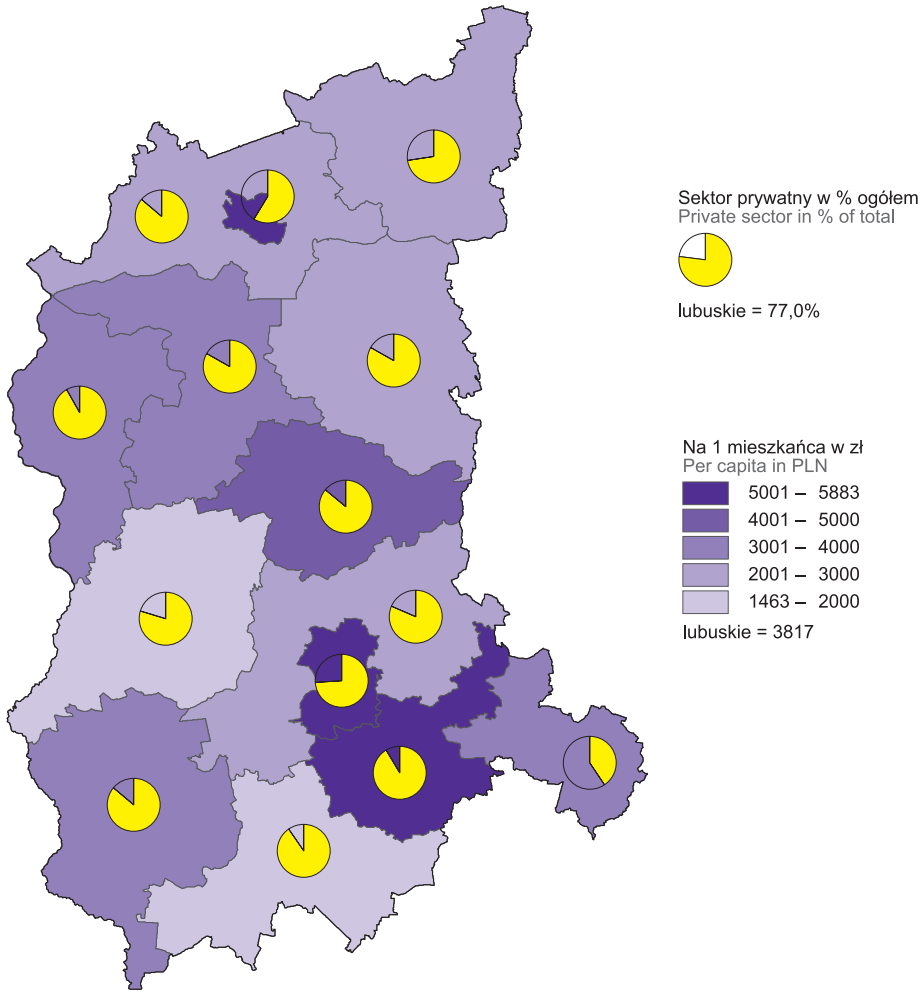 Sektor prywatny w % ogółem
Private sector in % of total
lubuskie = 77,0%
Na 1 mieszkańca w zł
Per capita in PLN
5001 – 5883
4001 – 5000
3001 – 4000
2001 – 3000
1463 – 2000
lubuskie = 3817